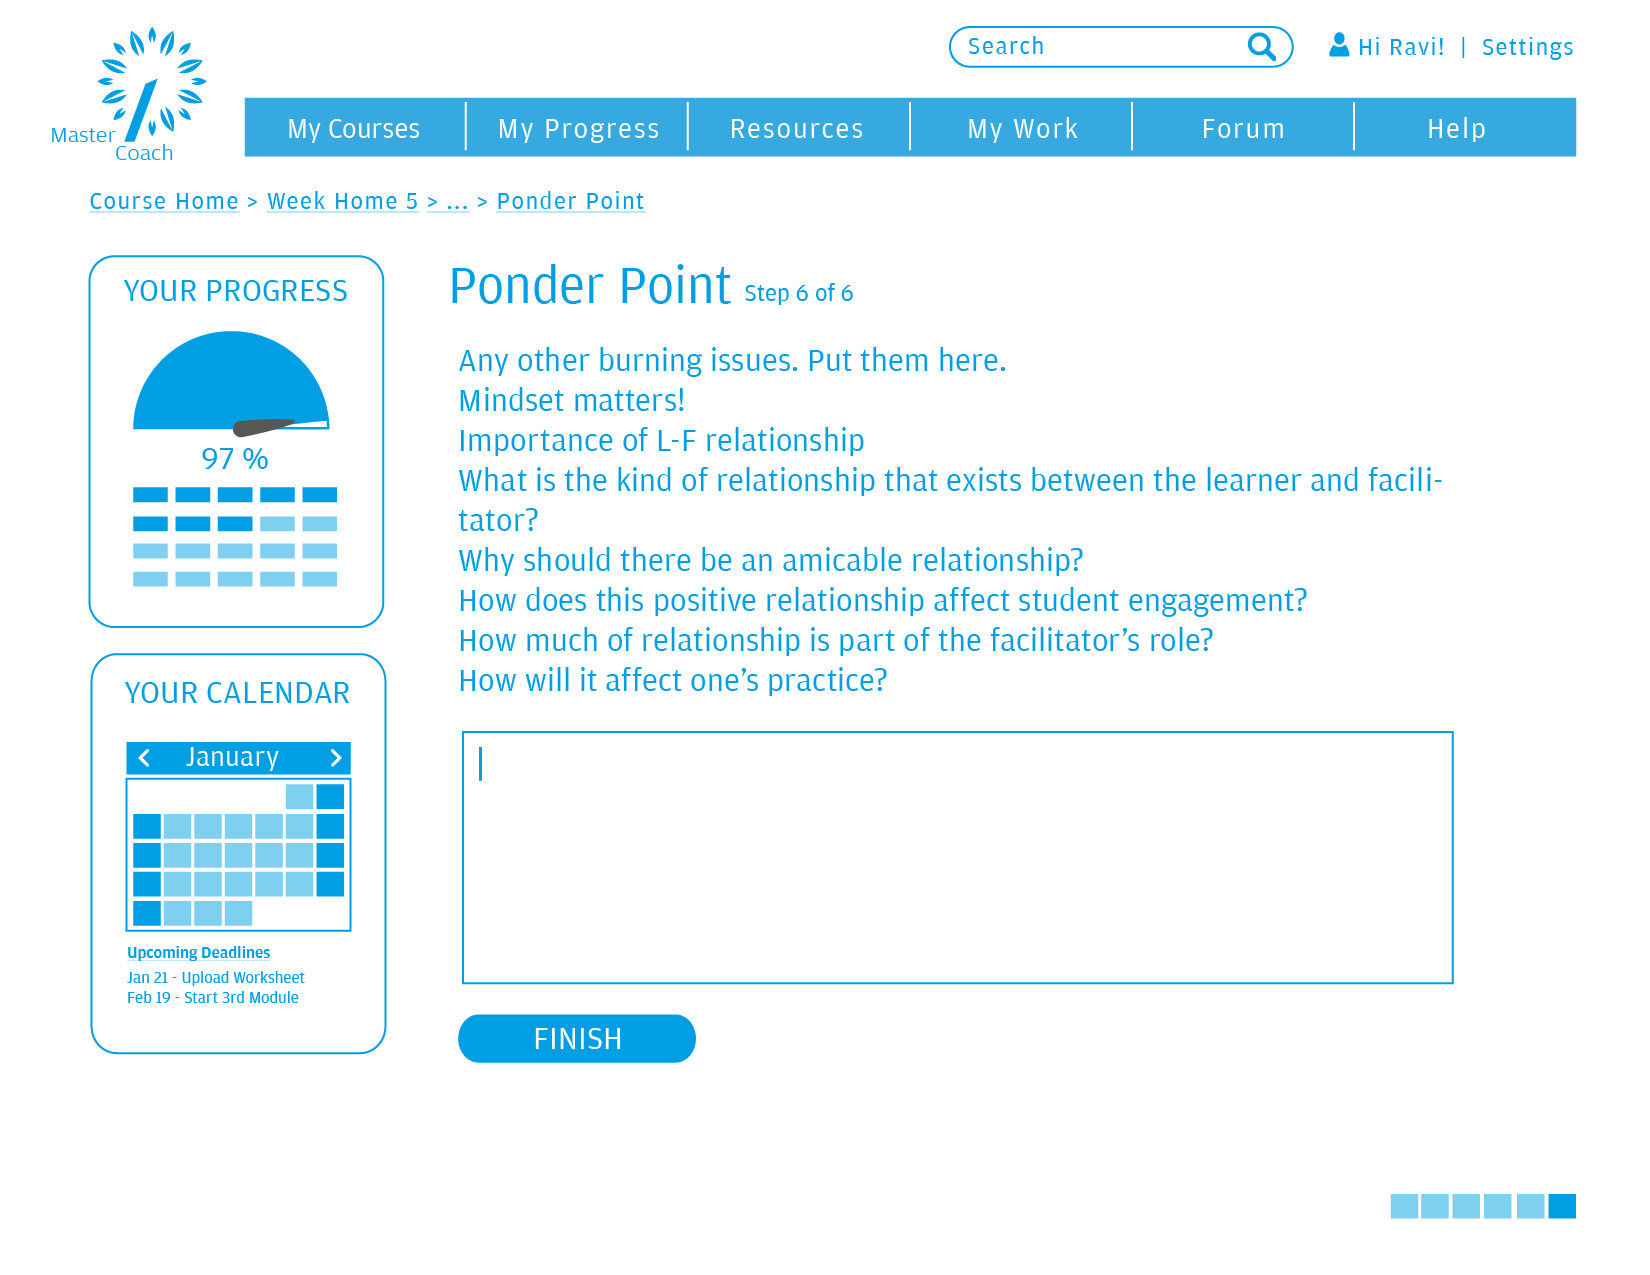 Master
Coach
Search
Hi Ravi! | Settings
My Courses My Progress Resources My Work Forum Help
Course Home > Week Home 5 > ... > Ponder Point
YOUR PROGRESS
97 %
YOUR CALENDAR
January
Upcoming Deadlines
Jan 21 - Upload Worksheet
Feb 19 - Start 3rd Module
Ponder Point Step 6 of 6
Any other burning issues. Put them here.
Mindset matters!
Importance of L-F relationship
What is the kind of relationship that exists between the learner and facili-
tator?
Why should there be an amicable relationship?
How does this positive relationship affect student engagement?
How much of relationship is part of the facilitator’s role?
How will it affect one’s practice?
FINISH